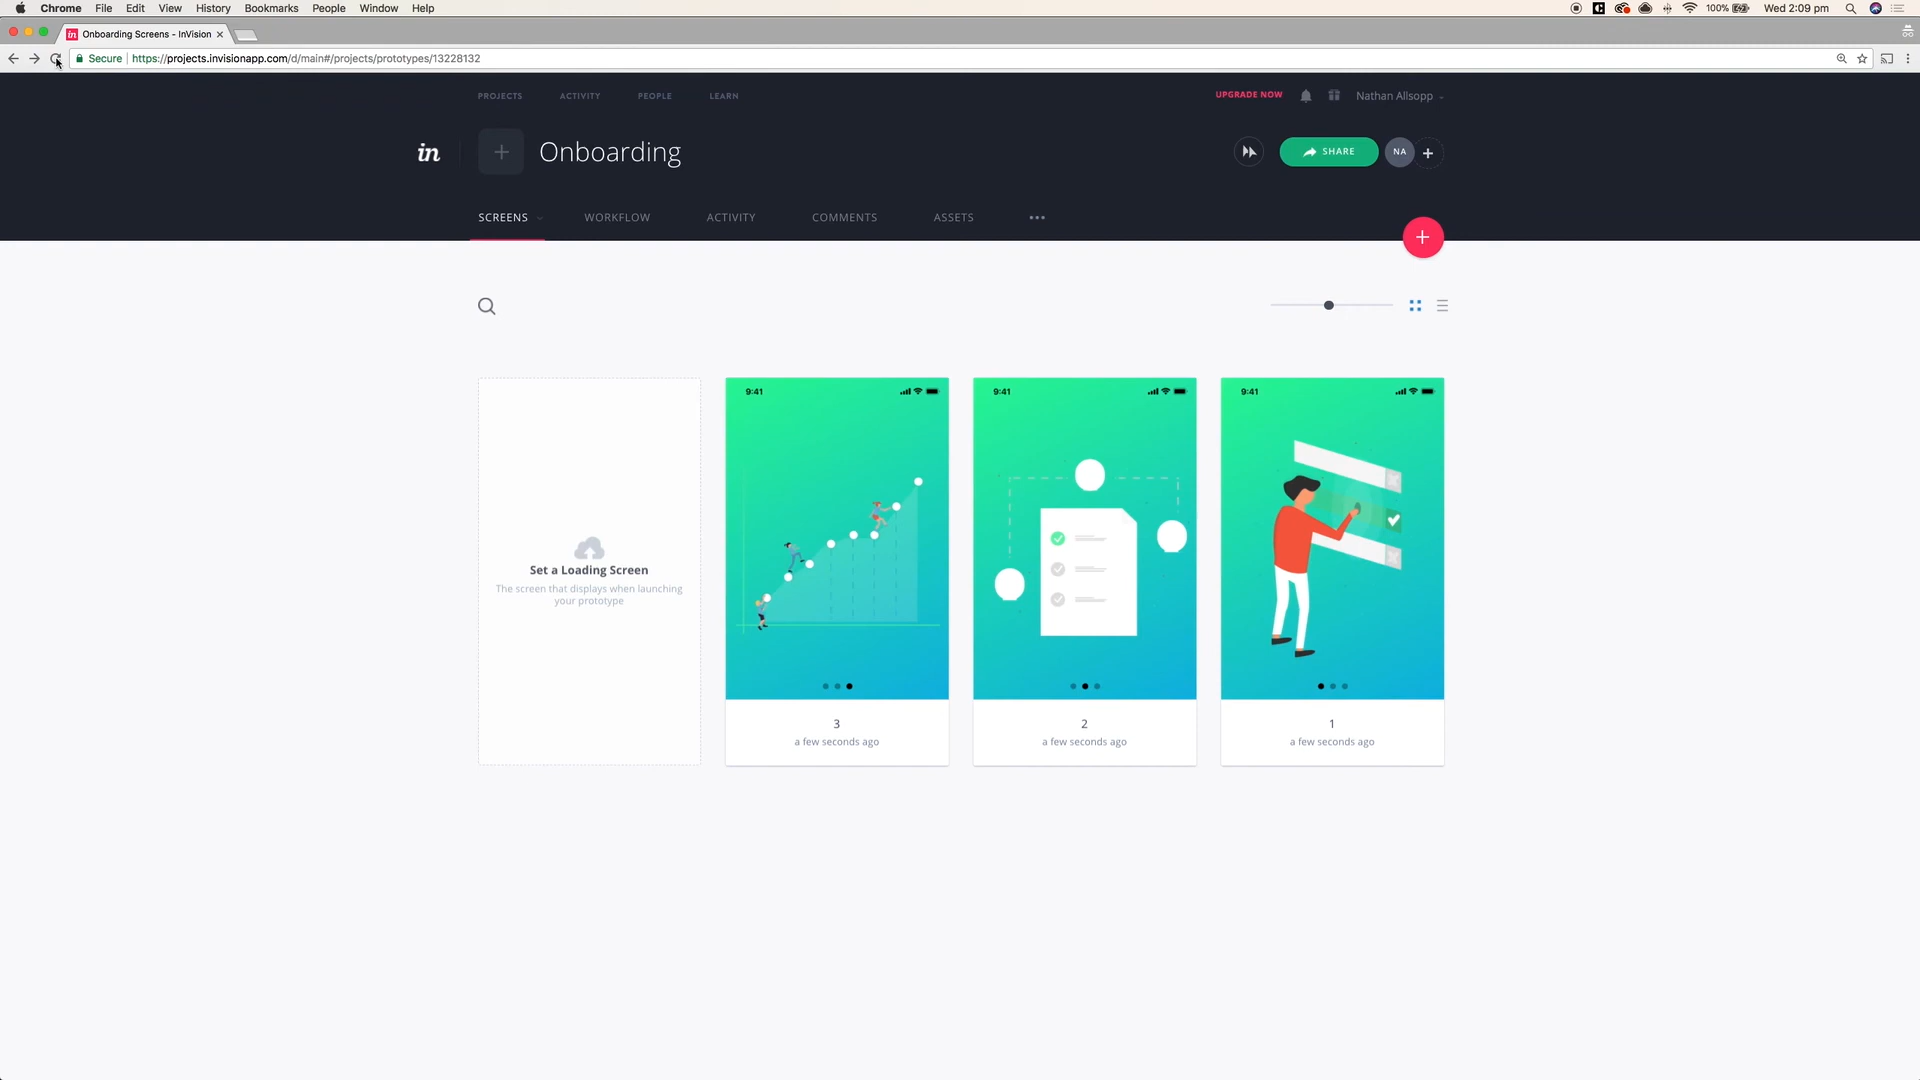 Chrome File Edit View History Bookmarks People Window Help
100% Wed 2:09 pm
Onboarding Screens - InVision
Secure https://projects.invisionapp.com/d/main#/projects/prototypes/13228132
PROJECTS ACTIVITY PEOPLE LEARN
UPGRADE NOW Nathan Allsopp
in Onboarding
SHARE NA
SCREENS WORKFLOW ACTIVITY COMMENTS ASSETS
9:41
9:41
9:41
Set a Loading Screen
The screen that displays when launching
your prototype
3
a few seconds ago
2
a few seconds ago
1
a few seconds ago